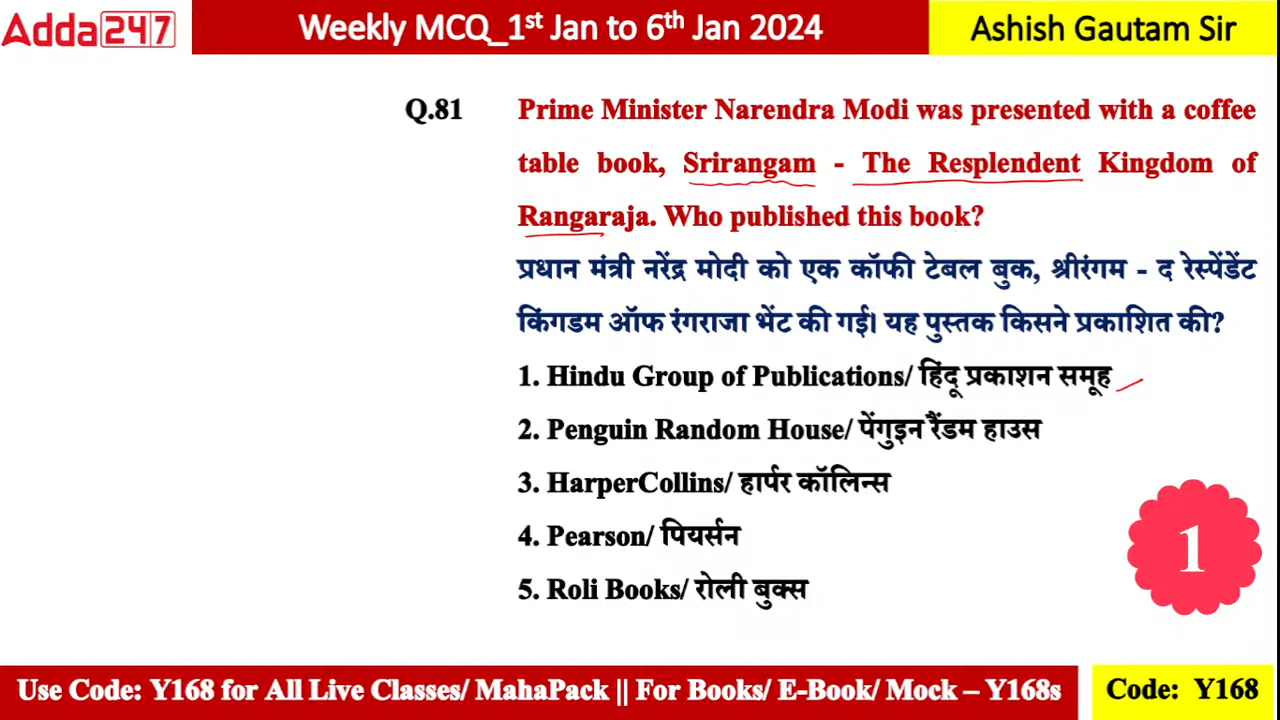 Adda247
Weekly MCQ_1st Jan to 6th Jan 2024
Ashish Gautam Sir
Q.81
Prime Minister Narendra Modi was presented with a coffee
table book, Srirangam - The Resplendent Kingdom of
Rangaraja. Who published this book?
प्रधान मंत्री नरेंद्र मोदी को एक कॉफी टेबल बुक, श्रीरंगम - द रेस्पेंडेंट
किंगडम ऑफ रंगराजा भेंट की गई। यह पुस्तक किसने प्रकाशित की?
1. Hindu Group of Publications/ हिंदू प्रकाशन समूह
2. Penguin Random House/ पेंगुइन रैंडम हाउस
3. HarperCollins/ हार्पर कॉलिन्स
4. Pearson/ पियर्सन
5. Roli Books/ रोली बुक्स
1
Use Code: Y168 for All Live Classes/ MahaPack || For Books/ E-Book/ Mock – Y168s
Code: Y168